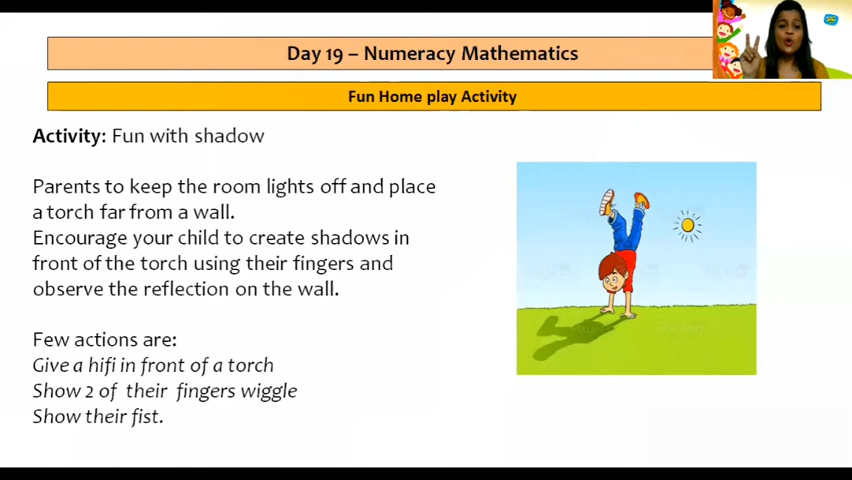 Day 19 – Numeracy Mathematics
Fun Home play Activity
Activity: Fun with shadow
Parents to keep the room lights off and place
a torch far from a wall.
Encourage your child to create shadows in
front of the torch using their fingers and
observe the reflection on the wall.
Few actions are:
Give a hifi in front of a torch
Show 2 of their fingers wiggle
Show their fist.